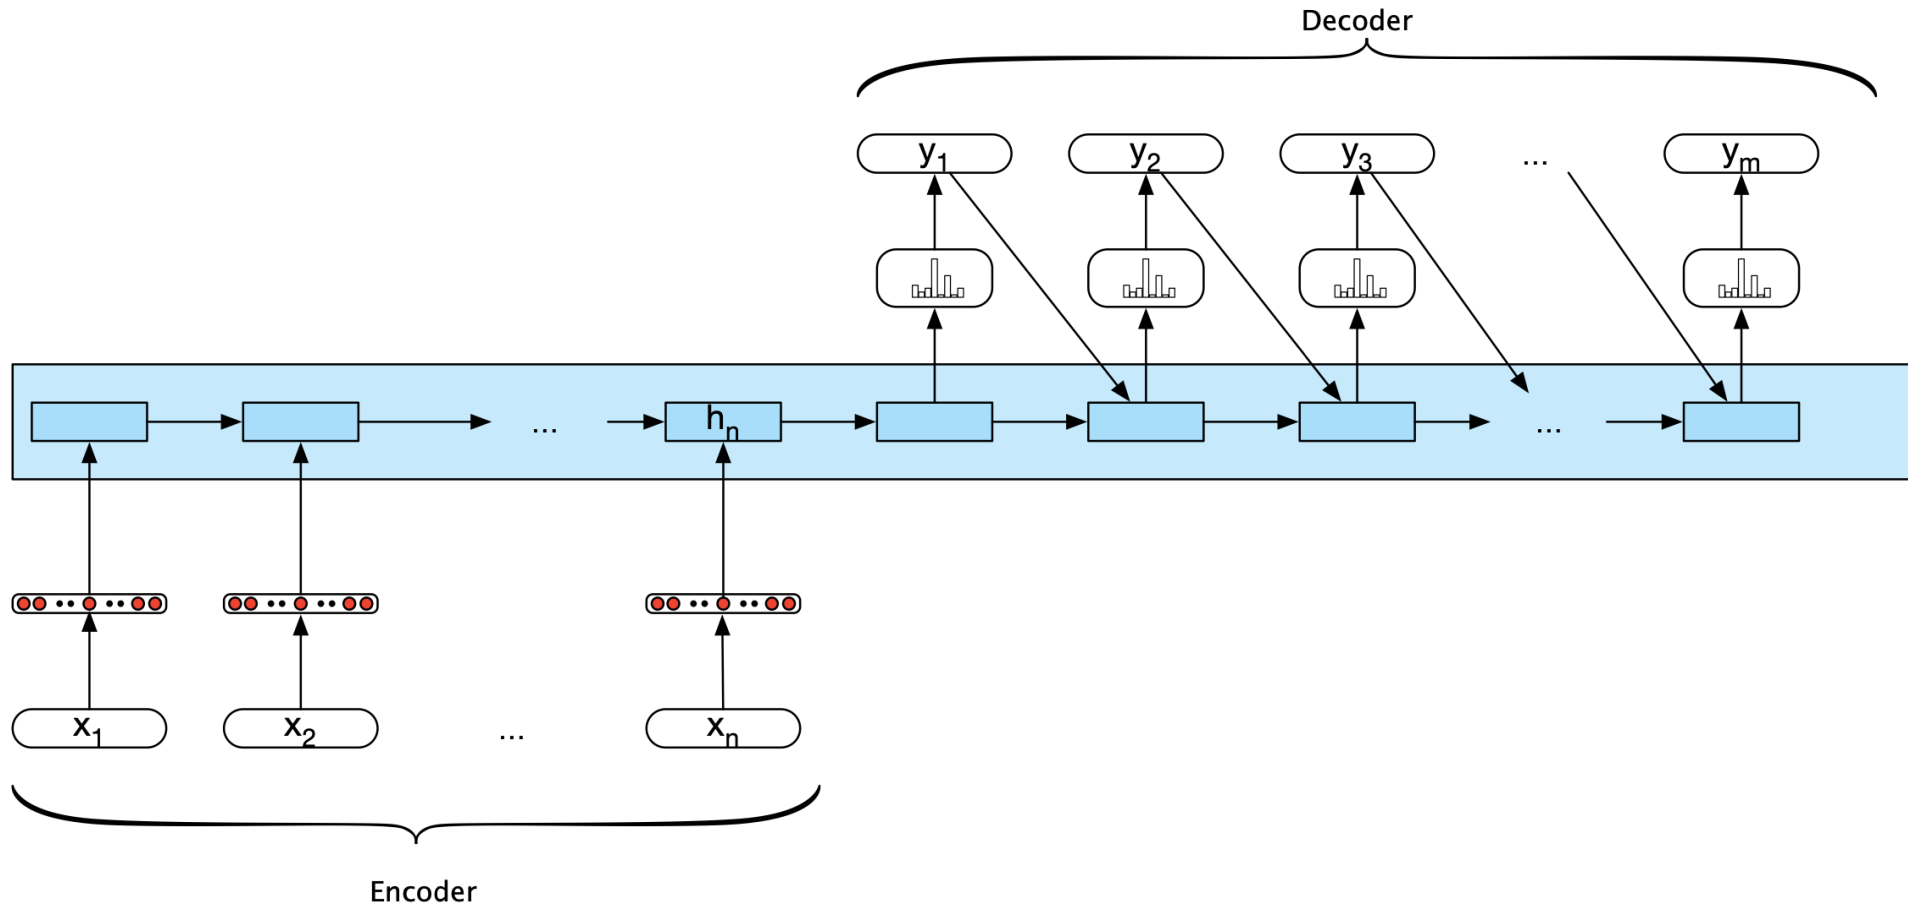 Decoder
y1 y2 y3 ... ym
... hn ...
x1 x2 ... xn
Encoder